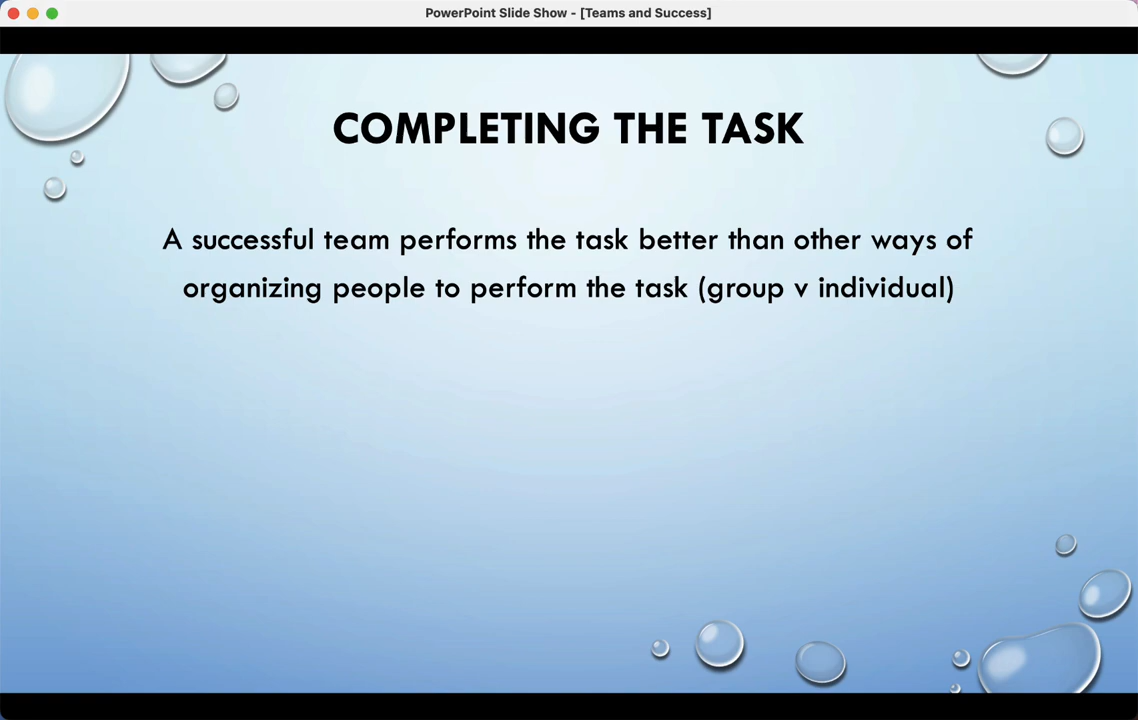 PowerPoint Slide Show - [Teams and Success]
COMPLETING THE TASK
A successful team performs the task better than other ways of
organizing people to perform the task (group v individual)